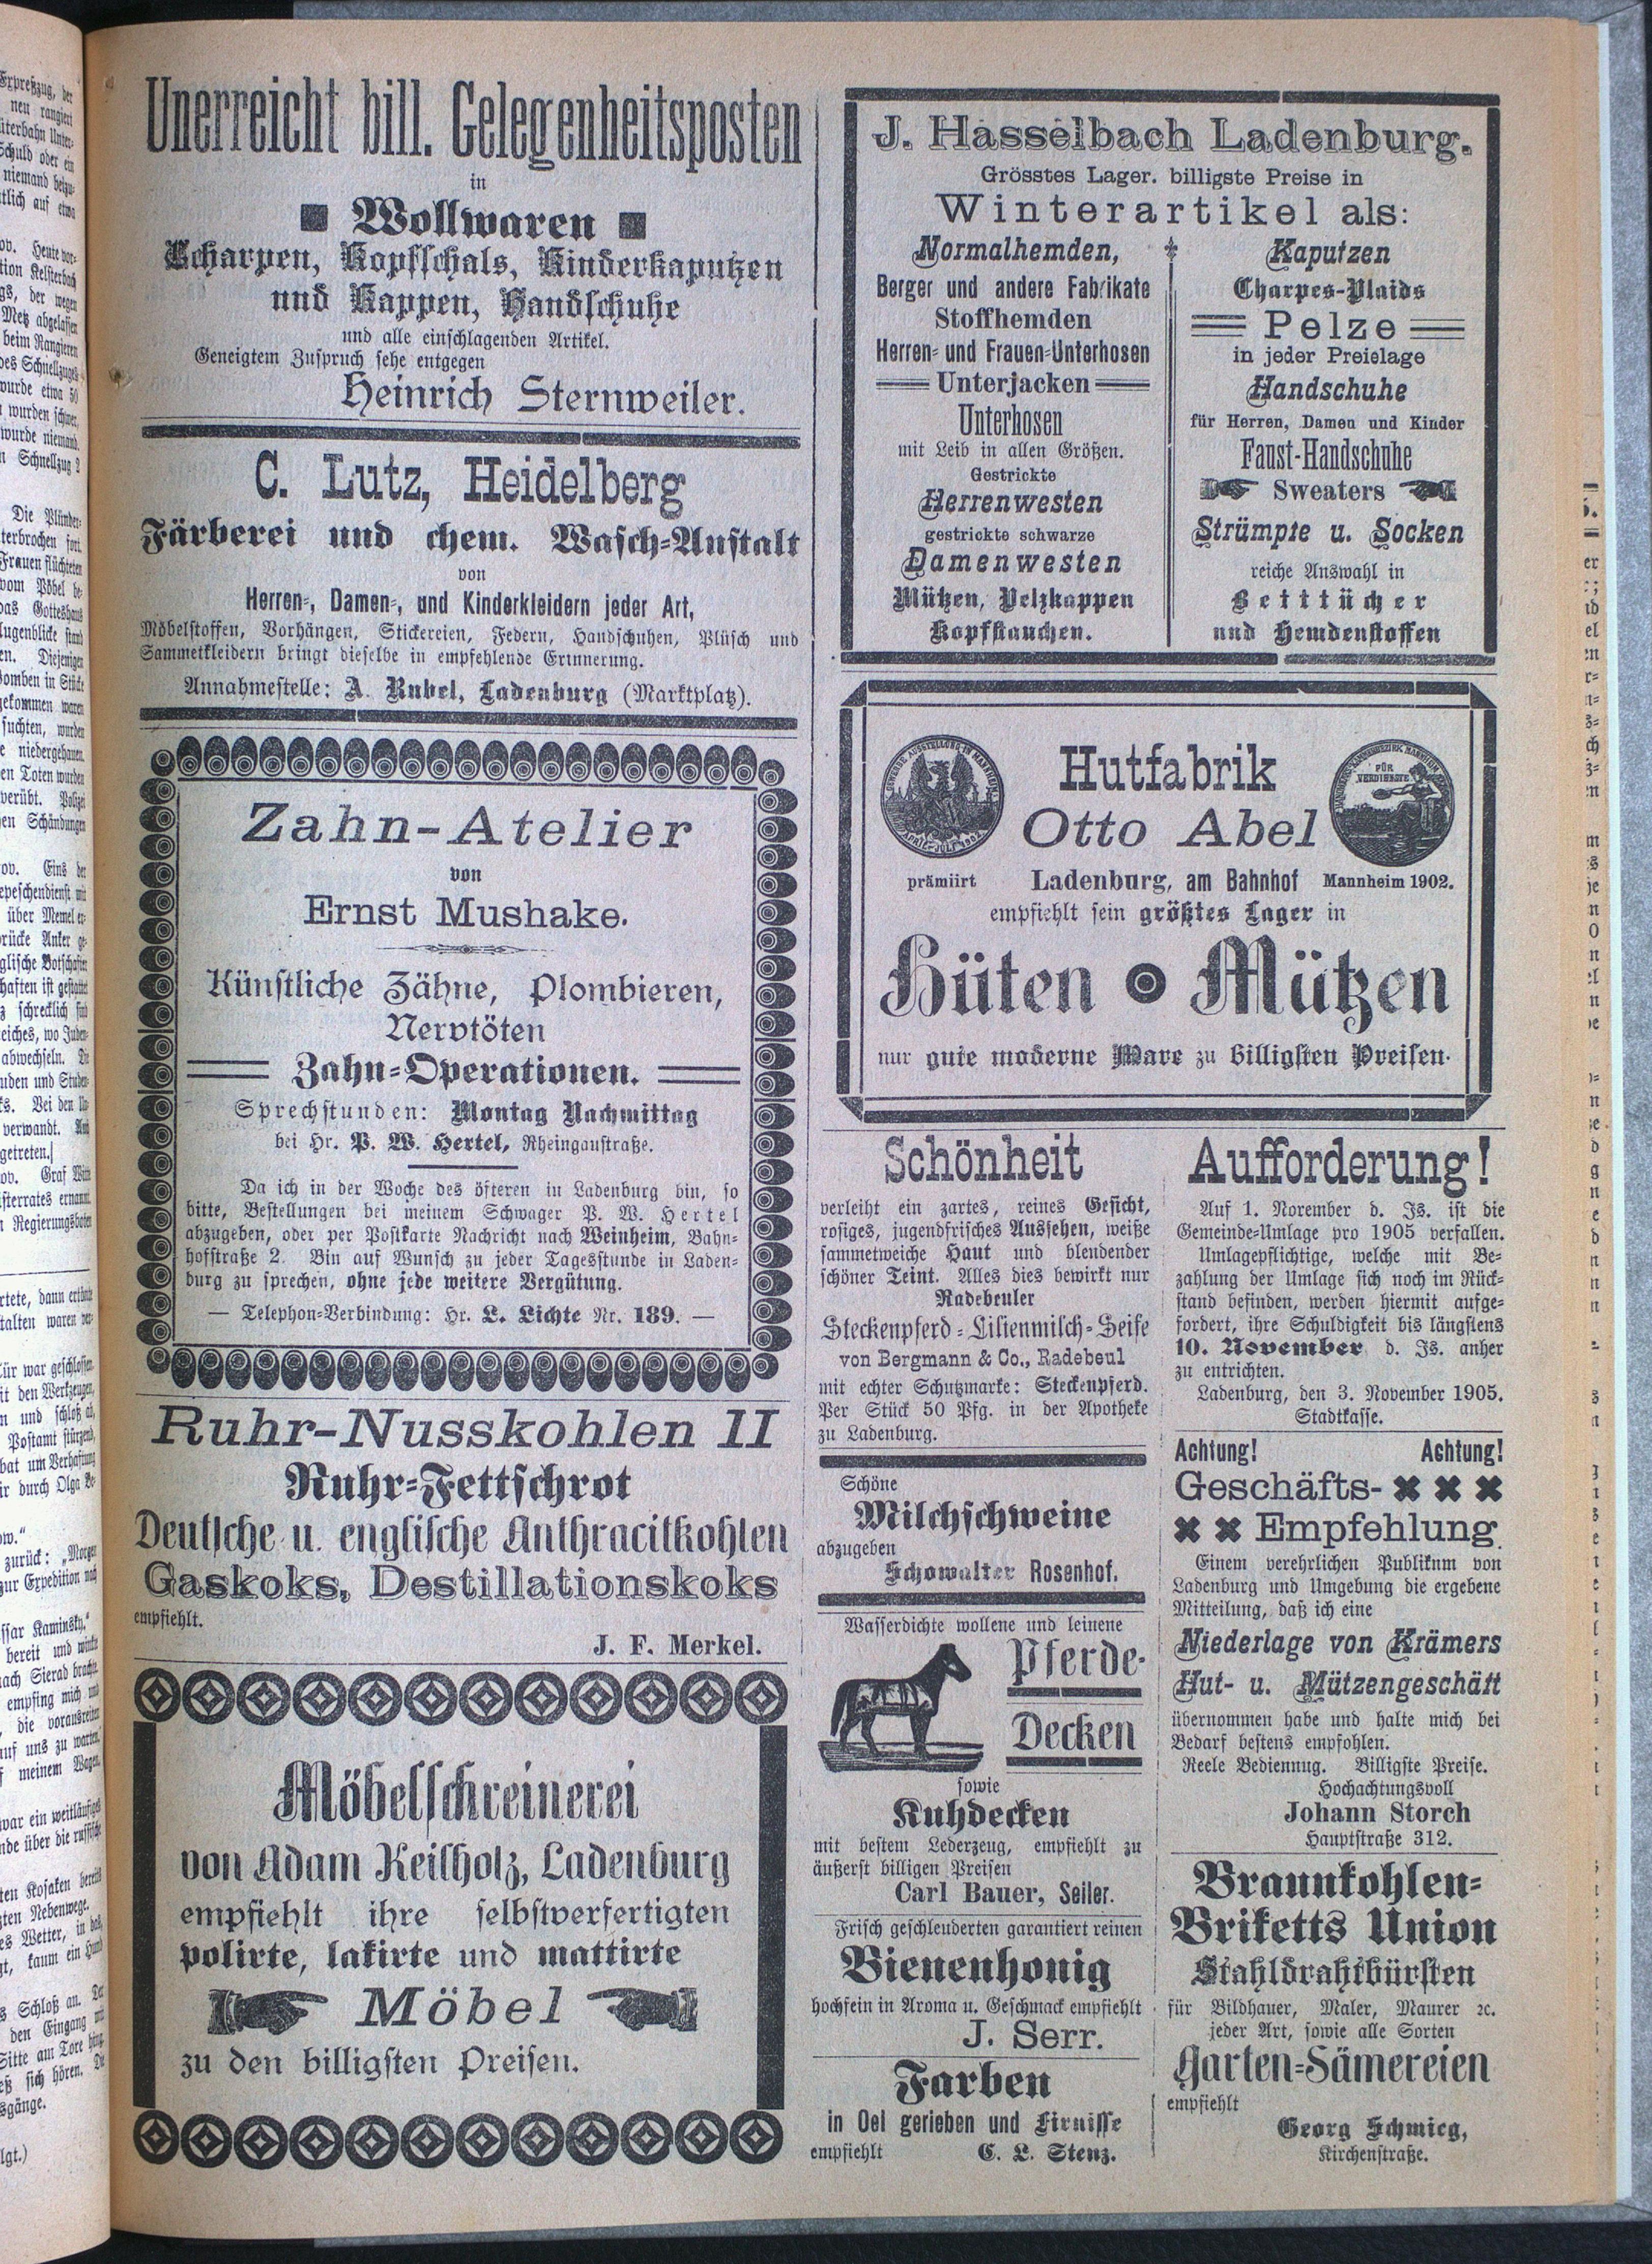 Unerreicht bill. Gelegenheitsposten
in
Wollwaren
Echarpen, Kopfschals, Kinderkaputzen
und Kappen, Handschuhe
und alle einschlagenden Artikel.
Geneigtem Zuspruch sehe entgegen
Heinrich Sternweiler.
C. Lutz, Heidelberg
Färberei und chem. Wasch-Anstalt
von
Herren-, Damen-, und Kinderkleidern jeder Art,
Möbelstoffen, Vorhängen, Stickereien, Federn, Handschuhen, Plüsch und
Sammetkleidern bringt dieselbe in empfehlende Erinnerung.
Annahmestelle: A. Rubel, Ladenburg (Marktplatz).
Zahn-Atelier
von
Ernst Mushake.
Künstliche Zähne, Plombieren,
Nervtöten
Zahn-Operationen.
Sprechstunden: Montag Nachmittag
bei Hr. P. W. Hertel, Rheingaustraße.
Da ich in der Woche des öfteren in Ladenburg bin, so
bitte, Bestellungen bei meinem Schwager P. W. Hertel
abzugeben, oder per Postkarte Nachricht nach Weinheim, Bahn-
hofstraße 2. Bin auf Wunsch zu jeder Tagesstunde in Laden-
burg zu sprechen, ohne jede weitere Vergütung.
— Telephon-Verbindung: Hr. L. Lichte Nr. 189. —
Ruhr-Nusskohlen II
Ruhr-Fettschrot
Deutsche u. englische Anthracitkohlen
Gaskoks, Destillationskoks
empfiehlt.
J. F. Merkel.
Möbelschreinerei
von Adam Keilholz, Ladenburg
empfiehlt ihre selbstverfertigten
polirte, lakirte und mattirte
Möbel
zu den billigsten Preisen.
J. Hasselbach Ladenburg.
Grösstes Lager. billigste Preise in
Winterartikel als:
Normalhemden,
Berger und andere Fabrikate
Stoffhemden
Herren- und Frauen-Unterhosen
Unterjacken
Unterhosen
mit Leib in allen Größen.
Gestrickte
Herrenwesten
gestrickte schwarze
Damenwesten
Mützen, Pelzkappen
Kopfstauchen.
Kaputzen
Charpes-Plaids
Pelze
in jeder Preislage
Handschuhe
für Herren, Damen und Kinder
Faust-Handschuhe
Sweaters
Strümpte u. Socken
reiche Auswahl in
Betttücher
und Hemdenstoffen
Hutfabrik
Otto Abel
FÜR
VERDIENSTE
prämiirt Ladenburg, am Bahnhof Mannheim 1902.
empfiehlt sein größtes Lager in
Hüten Mützen
nur gute moderne Ware zu billigsten Preisen.
Schönheit
verleiht ein zartes, reines Gesicht,
rosiges, jugendfrisches Aussehen, weiße
sammetweiche Haut und blendender
schöner Teint. Alles dies bewirkt nur
Radebeuler
Steckenpferd-Lilienmilch-Seife
von Bergmann & Co., Radebeul
mit echter Schutzmarke: Steckenpferd.
Per Stück 50 Pfg. in der Apotheke
zu Ladenburg.
Schöne
Milchschweine
abzugeben
Schowalter Rosenhof.
Wasserdichte wollene und leinene
Pferde-
Decken
sowie
Kuhdecken
mit bestem Lederzeug, empfiehlt zu
äußerst billigen Preisen
Carl Bauer, Seiler.
Frisch geschleuderten garantiert reinen
Bienenhonig
hochfein in Aroma u. Geschmack empfiehlt
J. Serr.
Farben
in Oel gerieben und Firnisse
empfiehlt C. L. Stenz.
Aufforderung!
Auf 1. November d. Js. ist die
Gemeinde-Umlage pro 1905 verfallen.
Umlagepflichtige, welche mit Be-
zahlung der Umlage sich noch im Rück-
stand befinden, werden hiermit aufge-
fordert, ihre Schuldigkeit bis längstens
10. November d. Js. anher
zu entrichten.
Ladenburg, den 3. November 1905.
Stadtkasse.
Achtung! Achtung!
Geschäfts-
Empfehlung
Einem verehrlichen Publikum von
Ladenburg und Umgebung die ergebene
Mitteilung, daß ich eine
Niederlage von Krämers
Hut- u. Mützengeschätt
übernommen habe und halte mich bei
Bedarf bestens empfohlen.
Reele Bediennug. Billigste Preise.
Hochachtungsvoll
Johann Storch
Hauptstraße 312.
Braunkohlen-
Briketts Union
Stahldrahtbürsten
für Bildhauer, Maler, Maurer ꝛc.
jeder Art, sowie alle Sorten
Garten-Sämereien
empfiehlt
Georg Schmieg,
Kirchenstraße.